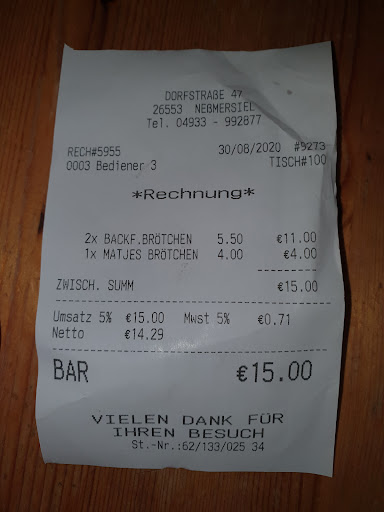 DORFSTRAßE 47
26553 NEßMERSIEL
Tel. 04933 - 992877
RECH#5955 30/08/2020 #9273
0003 Bediener 3 TISCH#100
*Rechnung*
2x BACKF.BRÖTCHEN 5.50 €11.00
1x MATJES BRÖTCHEN 4.00 €4.00
ZWISCH. SUMM €15.00
Umsatz 5% €15.00 Mwst 5% €0.71
Netto €14.29
BAR €15.00
VIELEN DANK FÜR
IHREN BESUCH
St.-Nr.:62/133/025 34